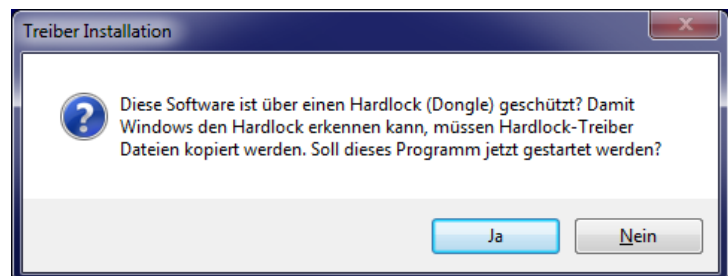 Treiber Installation
Diese Software ist über einen Hardlock (Dongle) geschützt? Damit
Windows den Hardlock erkennen kann, müssen Hardlock-Treiber
Dateien kopiert werden. Soll dieses Programm jetzt gestartet werden?
Ja
Nein